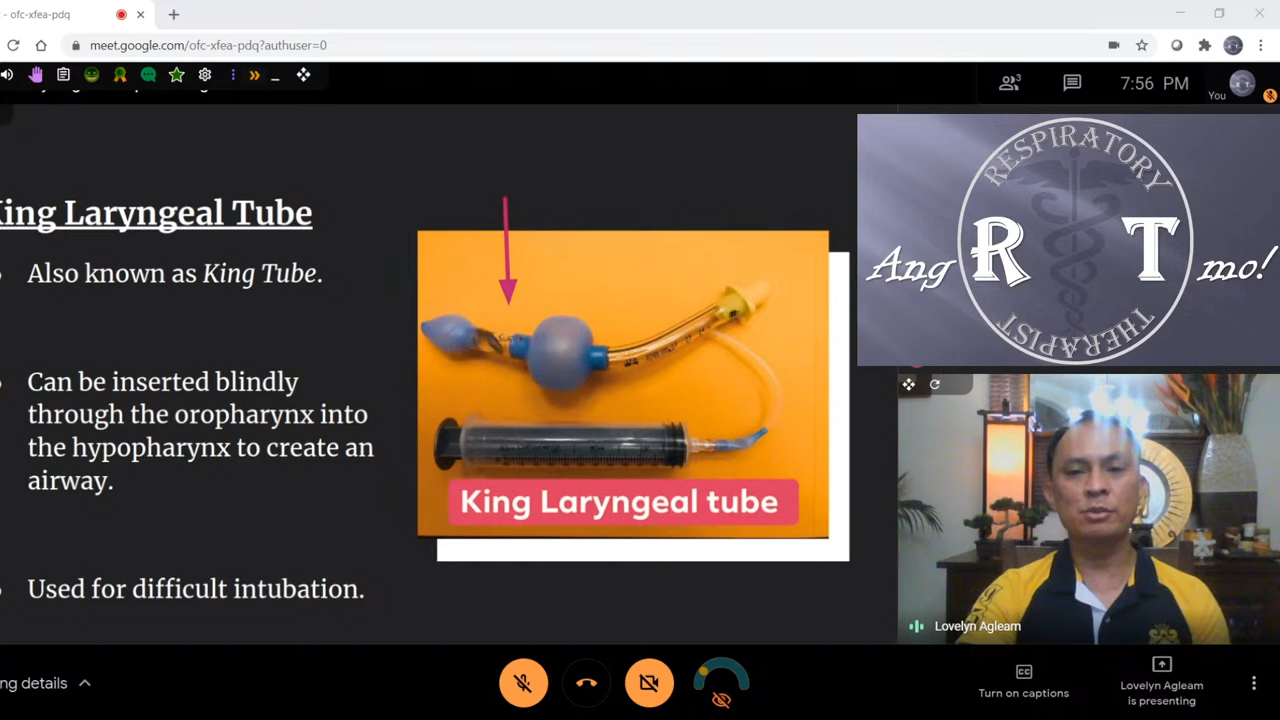 - ofc-xfea-pdq
meet.google.com/ofc-xfea-pdq?authuser=0
3
7:56 PM
You
King Laryngeal Tube
Also known as King Tube.
Can be inserted blindly
through the oropharynx into
the hypopharynx to create an
airway.
Used for difficult intubation.
King Laryngeal tube
RESPIRATORY
Ang RT mo!
THERAPIST
Lovelyn Agleam
ng details
Turn on captions
Lovelyn Agleam
is presenting